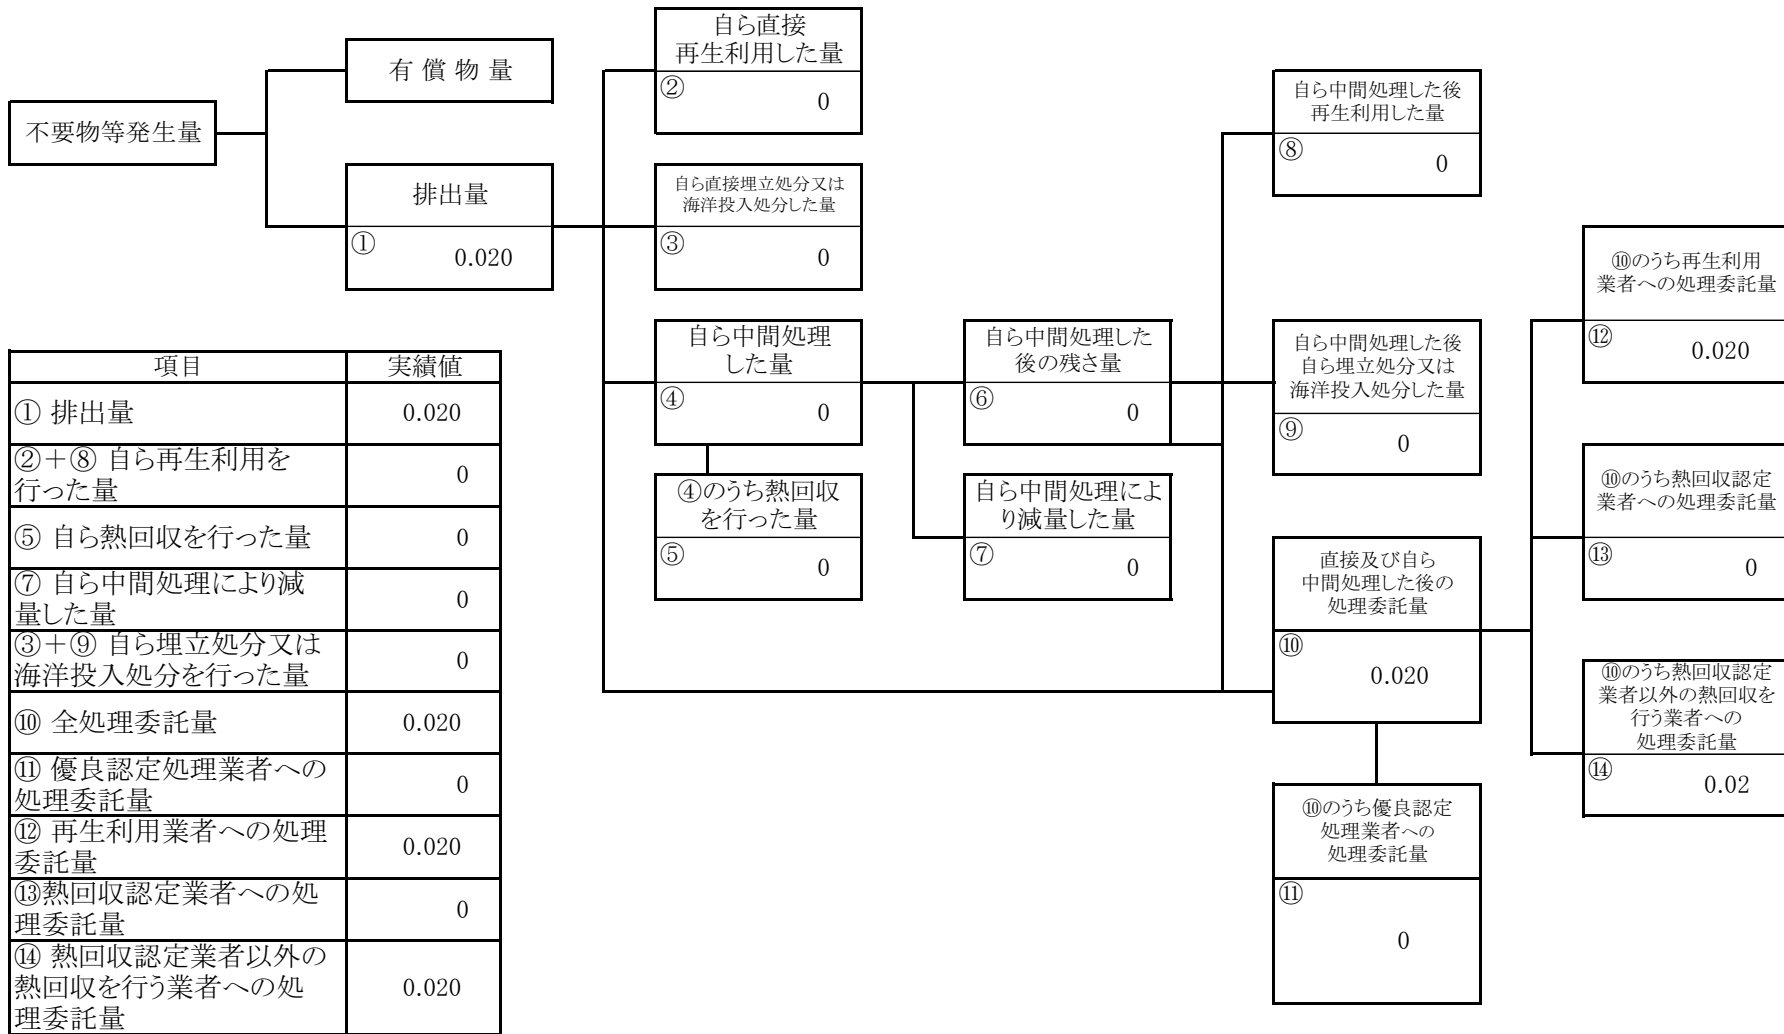 不要物等発生量
有 償 物 量
排出量
①
0.020
自ら直接
再生利用した量
②
0
自ら直接埋立処分又は
海洋投入処分した量
③
0
自ら中間処理
した量
④
0
④のうち熱回収
を行った量
⑤
0
自ら中間処理した
後の残さ量
⑥
0
自ら中間処理によ
り減量した量
⑦
0
自ら中間処理した後
再生利用した量
⑧
0
自ら中間処理した後
自ら埋立処分又は
海洋投入処分した量
⑨
0
直接及び自ら
中間処理した後の
処理委託量
⑩
0.020
⑩のうち優良認定
処理業者への
処理委託量
⑪
0
⑩のうち再生利用
業者への処理委託量
⑫
0.020
⑩のうち熱回収認定
業者への処理委託量
⑬
0
⑩のうち熱回収認定
業者以外の熱回収を
行う業者への
処理委託量
⑭
0.02
項目 実績値
① 排出量 0.020
②+⑧ 自ら再生利用を
行った量 0
⑤ 自ら熱回収を行った量 0
⑦ 自ら中間処理により減
量した量 0
③+⑨ 自ら埋立処分又は
海洋投入処分を行った量 0
⑩ 全処理委託量 0.020
⑪ 優良認定処理業者への
処理委託量 0
⑫ 再生利用業者への処理
委託量 0.020
⑬熱回収認定業者への処
理委託量 0
⑭ 熱回収認定業者以外の
熱回収を行う業者への処
理委託量 0.020